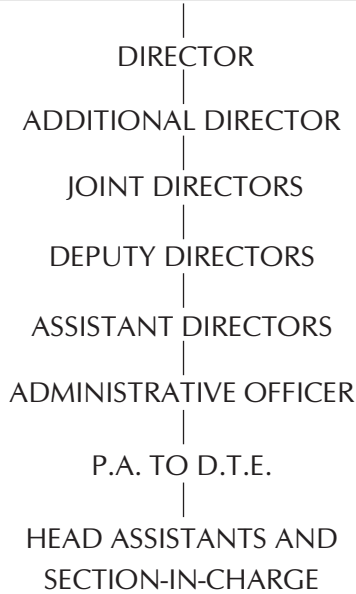 DIRECTOR
ADDITIONAL DIRECTOR
JOINT DIRECTORS
DEPUTY DIRECTORS
ASSISTANT DIRECTORS
ADMINISTRATIVE OFFICER
P.A. TO D.T.E.
HEAD ASSISTANTS AND
SECTION-IN-CHARGE